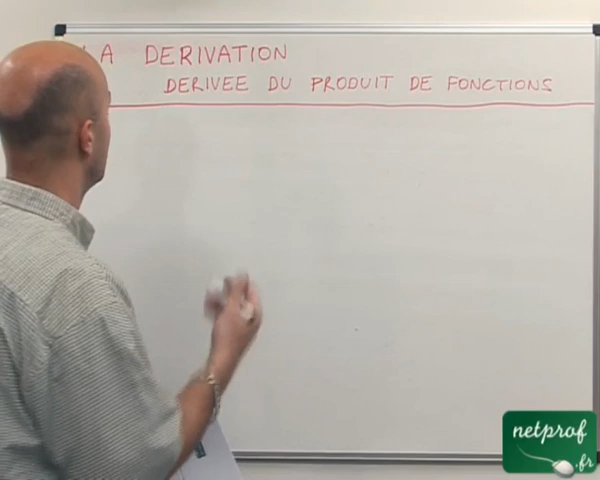 LA DERIVATION
DERIVEE DU PRODUIT DE FONCTIONS
netprof
.fr